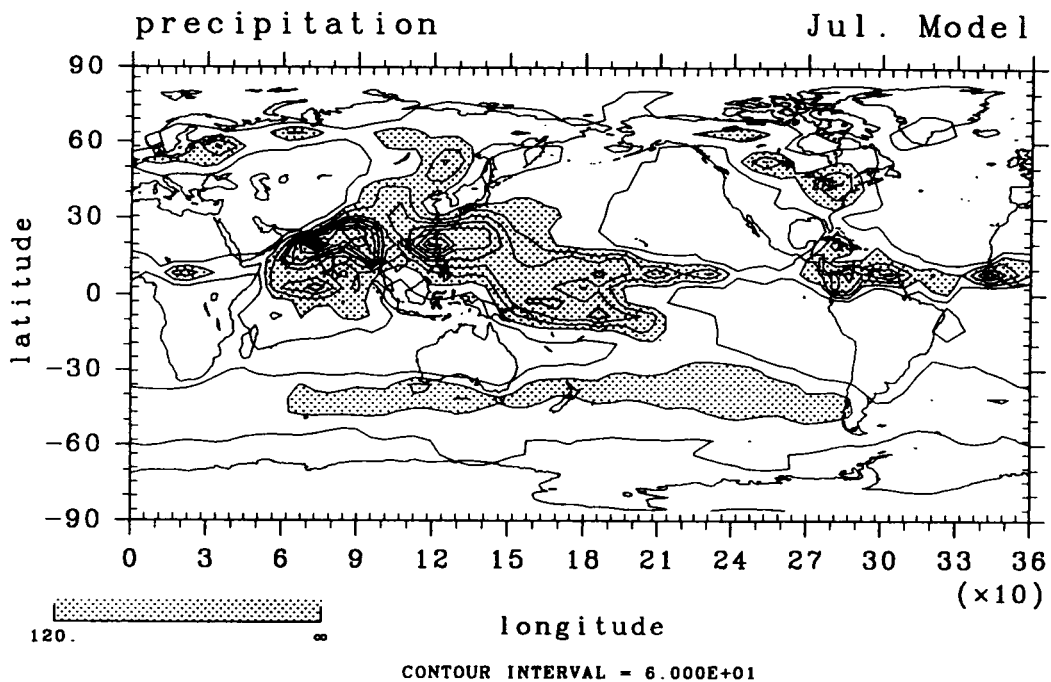 precipitation Jul. Model
90
60
30
0
-30
-60
-90
latitude
0 3 6 9 12 15 18 21 24 27 30 33 36
(×10)
longitude
120. ∞
CONTOUR INTERVAL = 6.000E+01